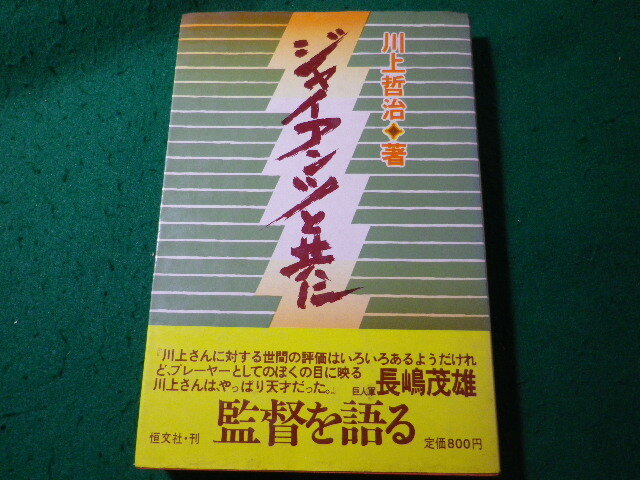 川上哲治◆著
ジャイアンツと共に
『川上さんに対する世間の評価はいろいろあるようだけれ
ど、プレーヤーとしてのぼくの目に映る
川上さんは、やっぱり天才だった。』
巨人軍 長嶋茂雄
監督を語る
恒文社・刊
定価800円